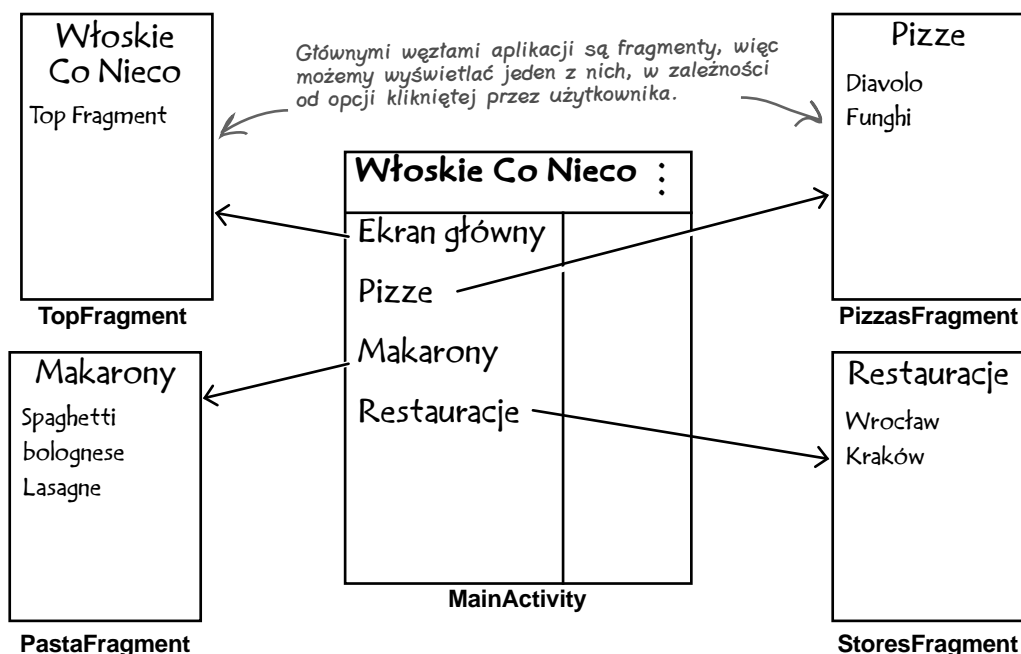 Włoskie
Co Nieco
Top Fragment
TopFragment
Głównymi węzłami aplikacji są fragmenty, więc
możemy wyświetlać jeden z nich, w zależności
od opcji klikniętej przez użytkownika.
Pizze
Diavolo
Funghi
PizzasFragment
Włoskie Co Nieco
Ekran główny
Pizze
Makarony
Restauracje
MainActivity
Makarony
Spaghetti
bolognese
Lasagne
PastaFragment
Restauracje
Wrocław
Kraków
StoresFragment